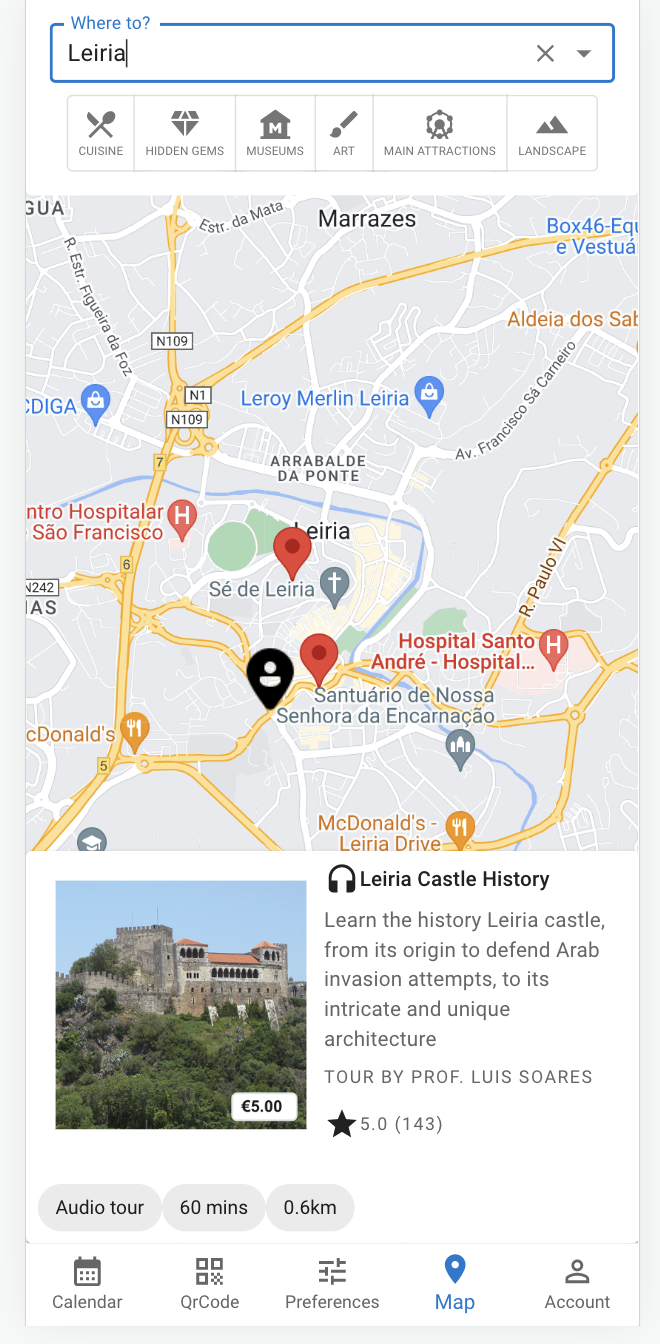 Where to?
Leiria
CUISINE
HIDDEN GEMS
MUSEUMS
ART
MAIN ATTRACTIONS
LANDSCAPE
GUA
Estr. da Mata
Marrazes
Box46-Equ
e Vestuá
R. Estr. Figueira da Foz
Aldeia dos Sab
N109
N1
N109
CDIGA
Leroy Merlin Leiria
Av. Francisco Sá Carneiro
7
ARRABALDE
DA PONTE
ntro Hospitalar
São Francisco
H
Leiria
6
N242
IAS
Sé de Leiria
R. Paulo VI
Hospital Santo
André - Hospital...
H
Santuário de Nossa
Senhora da Encarnação
cDonald's
5
McDonald's -
Leiria Drive
Leiria Castle History
Learn the history Leiria castle,
from its origin to defend Arab
invasion attempts, to its
intricate and unique
architecture
TOUR BY PROF. LUIS SOARES
€5.00
5.0 (143)
Audio tour
60 mins
0.6km
Calendar
QrCode
Preferences
Map
Account